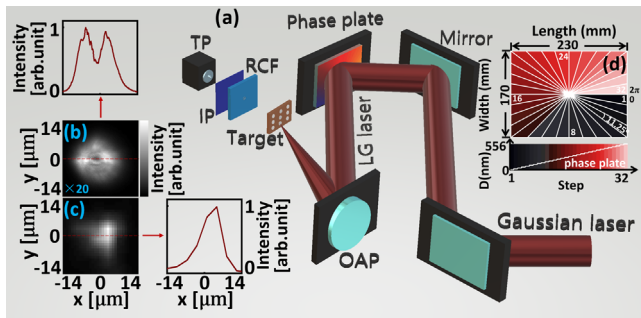 (a)
Phase plate
Mirror
TP
RCF
IP
Target
LG laser
OAP
Gaussian laser
Intensity
[arb.unit]
1
0
(b)
14
0
-14
y [μm]
×20
Intensity
[arb.unit]
(c)
14
0
-14
y [μm]
-14 0 14
x [μm]
1
0
Intensity
[arb.unit]
-14 0 14
x [μm]
Length (mm)
230
(d)
Width (mm)
170
24
16
8
2π
0
1
556
0
D(nm)
phase plate
1
32
Step